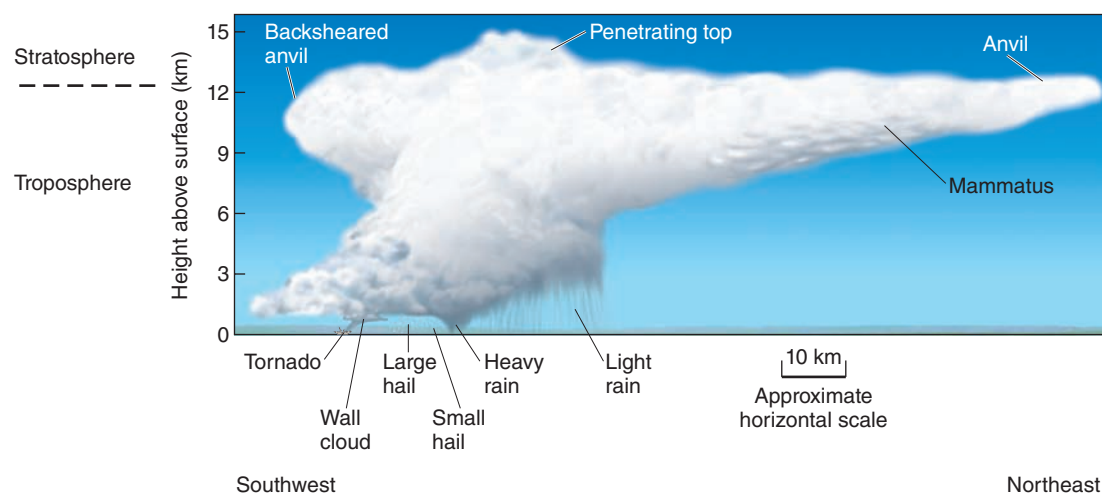 Stratosphere
Troposphere
Height above surface (km)
15
12
9
6
3
0
Backsheared
anvil
Penetrating top
Anvil
Mammatus
Tornado
Wall
cloud
Large
hail
Small
hail
Heavy
rain
Light
rain
10 km
Approximate
horizontal scale
Southwest
Northeast